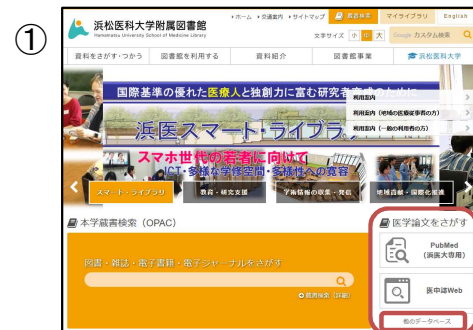 ①
浜松医科大学附属図書館
Hamamatsu University School of Medicine Library
ホーム 交通案内 サイトマップ 蔵書検索 マイライブラリ English
文字サイズ 小 中 大 Google カスタム検索
資料をさがす・つかう 図書館を利用する 資料紹介 図書館事業 浜松医科大学
国際基準の優れた医療人と独創力に富む研究者育成のために
利用案内
利用案内（地域の医療従事者の方）
利用案内（一般の利用者の方）
浜医スマート・ライブラリ
スマホ世代の若者に向けて
ICT・多様な学修空間・多様性への寛容
スマート・ライブラリ 教育・研究支援 学術情報の収集・発信 地域貢献・国際化推進
本学蔵書検索（OPAC）
医学論文をさがす
図書・雑誌・電子書籍・電子ジャーナルをさがす
蔵書検索（詳細）
PubMed
（浜医大専用）
医中誌Web
他のデータベース